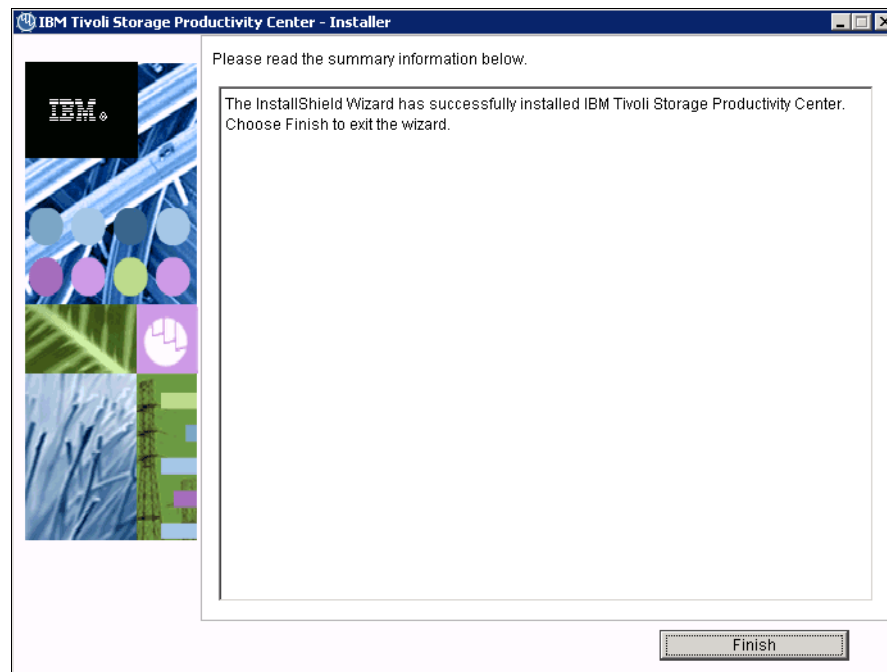 IBM Tivoli Storage Productivity Center - Installer
Please read the summary information below.
IBM®
The InstallShield Wizard has successfully installed IBM Tivoli Storage Productivity Center.
Choose Finish to exit the wizard.
Finish